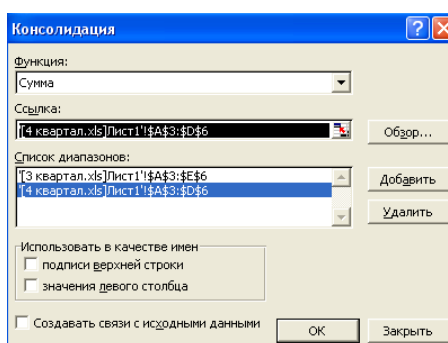 Консолидация
Функция:
Сумма
Ссылка:
'[4 квартал.xls]Лист1'!$A$3:$D$6
Обзор...
Список диапазонов:
'[3 квартал.xls]Лист1'!$A$3:$E$6
'[4 квартал.xls]Лист1'!$A$3:$D$6
Добавить
Удалить
Использовать в качестве имен
подписи верхней строки
значения левого столбца
Создавать связи с исходными данными
ОК
Закрыть